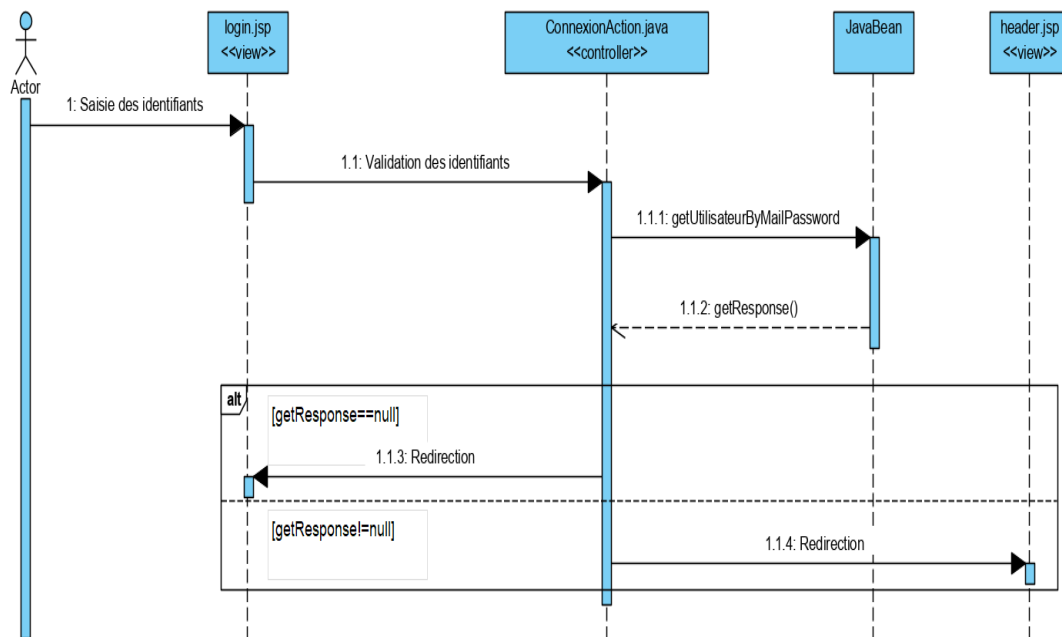 login.jsp
<<view>>
ConnexionAction.java
<<controller>>
JavaBean
header.jsp
<<view>>
Actor
1: Saisie des identifiants
1.1: Validation des identifiants
1.1.1: getUtilisateurByMailPassword
1.1.2: getResponse()
alt
[getResponse==null]
1.1.3: Redirection
[getResponse!=null]
1.1.4: Redirection